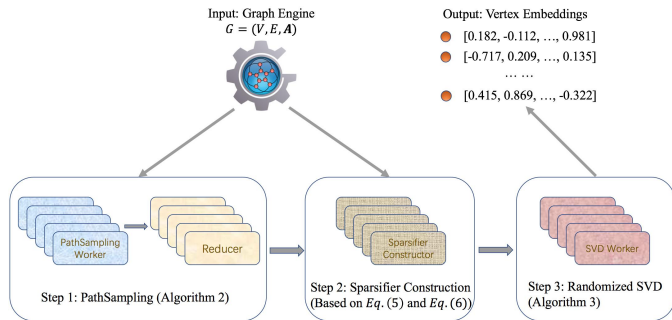 Input: Graph Engine
G = (V, E, A)
Output: Vertex Embeddings
[0.182, -0.112, …, 0.981]
[-0.717, 0.209, …, 0.135]
… …
[0.415, 0.869, …, -0.322]
PathSampling
Worker
Reducer
Step 1: PathSampling (Algorithm 2)
Sparsifier
Constructor
Step 2: Sparsifier Construction
(Based on Eq. (5) and Eq. (6))
SVD Worker
Step 3: Randomized SVD
(Algorithm 3)